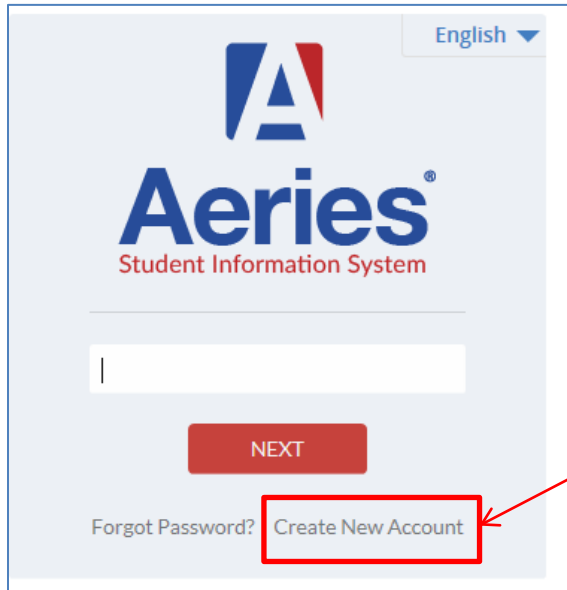 English
A
Aeries®
Student Information System
NEXT
Forgot Password? Create New Account